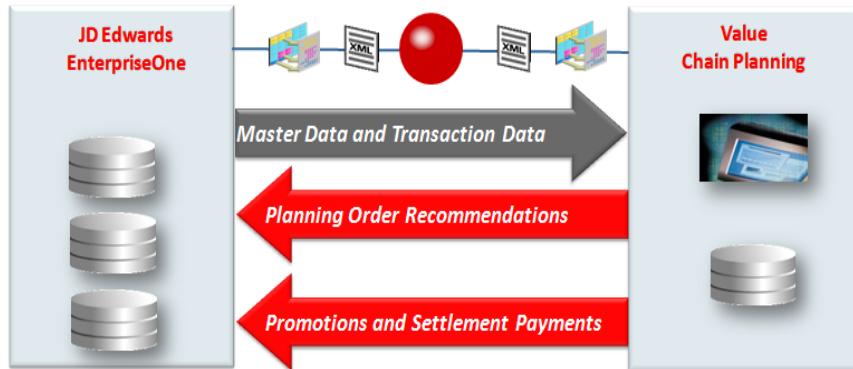 JD Edwards
EnterpriseOne
XML
XML
Value
Chain Planning
Master Data and Transaction Data
Planning Order Recommendations
Promotions and Settlement Payments